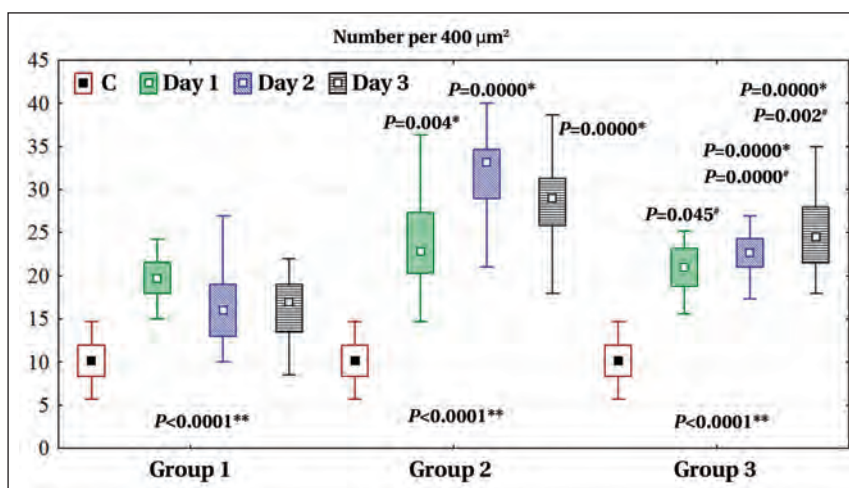 Number per 400 µm²
45
40
35
30
25
20
15
10
5
0
C Day 1 Day 2 Day 3
P=0.004*
P=0.0000*
P=0.0000*
P=0.0000*
P=0.002#
P=0.0000*
P=0.0000#
P=0.045#
P<0.0001**
P<0.0001**
P<0.0001**
Group 1 Group 2 Group 3